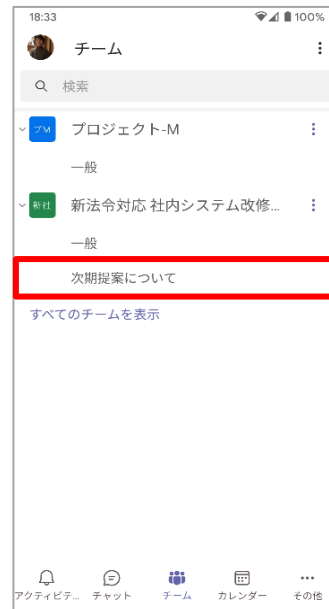 18:33 100%
チーム
検索
プM プロジェクト-M
一般
新社 新法令対応 社内システム改修...
一般
次期提案について
すべてのチームを表示
アクティビテ... チャット チーム カレンダー その他